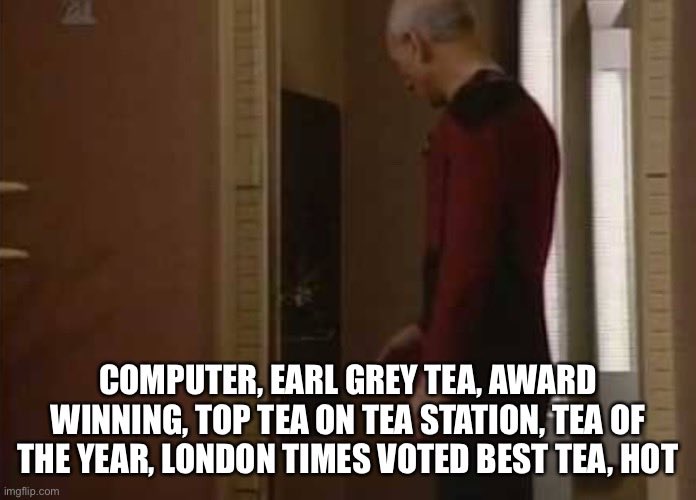 COMPUTER, EARL GREY TEA, AWARD
WINNING, TOP TEA ON TEA STATION, TEA OF
THE YEAR, LONDON TIMES VOTED BEST TEA, HOT
imgflip.com